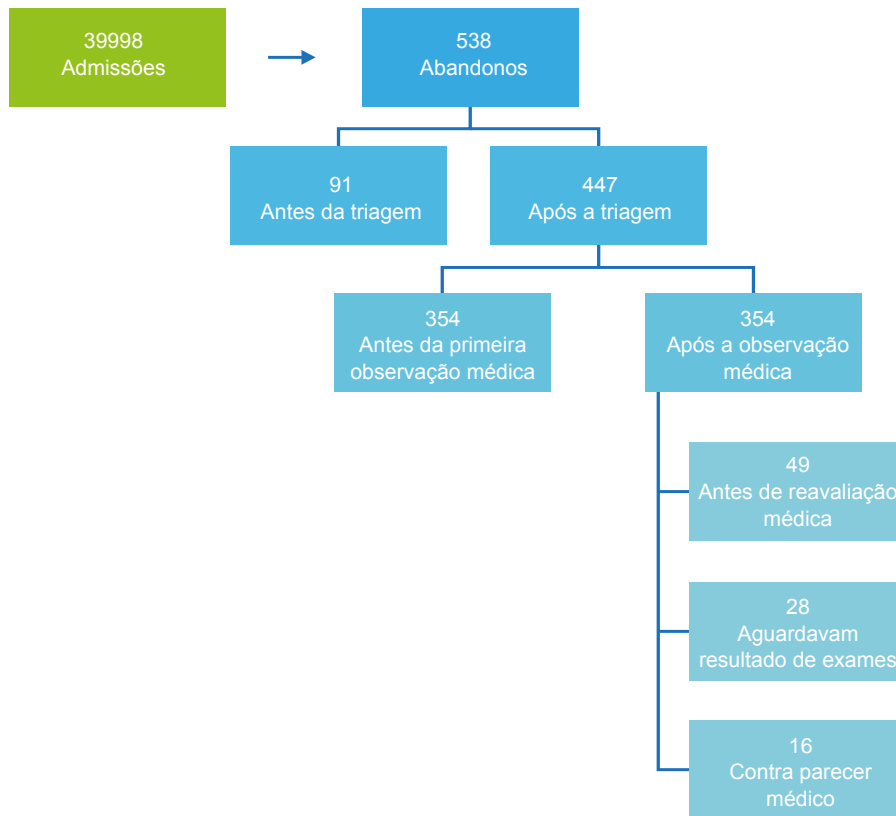 39998
Admissões
538
Abandonos
91
Antes da triagem
447
Após a triagem
354
Antes da primeira
observação médica
354
Após a observação
médica
49
Antes de reavaliação
médica
28
Aguardavam
resultado de exames
16
Contra parecer
médico